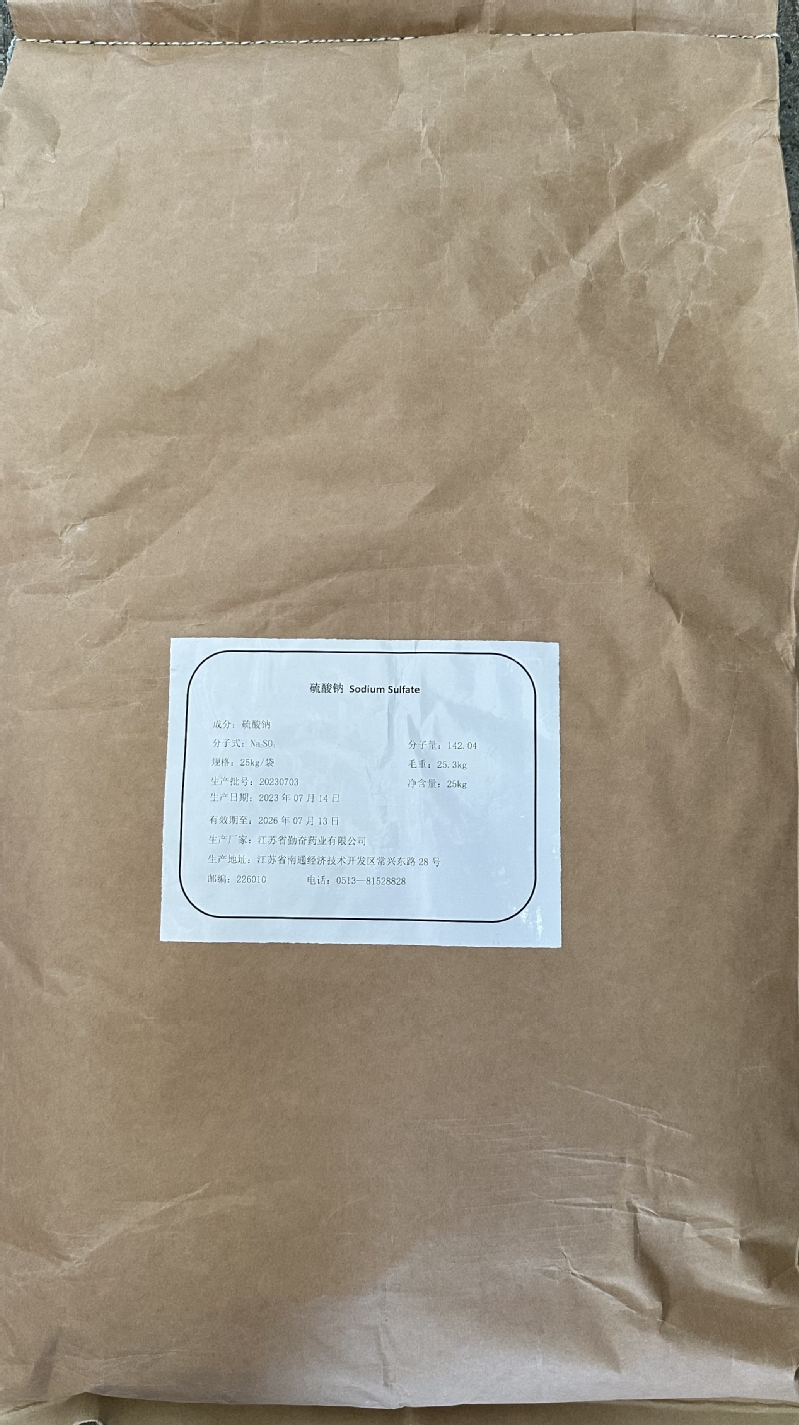 硫酸钠 Sodium Sulfate
成分：硫酸钠
分子式：Na₂SO₄ 分子量：142.04
规格：25kg/袋 毛重：25.3kg
生产批号：20230703 净含量：25kg
生产日期：2023 年 07 月 14 日
有效期至：2026 年 07 月 13 日
生产厂家：江苏省勤奋药业有限公司
生产地址：江苏省南通经济技术开发区常兴东路 28 号
邮编：226010 电话：0513—81528828